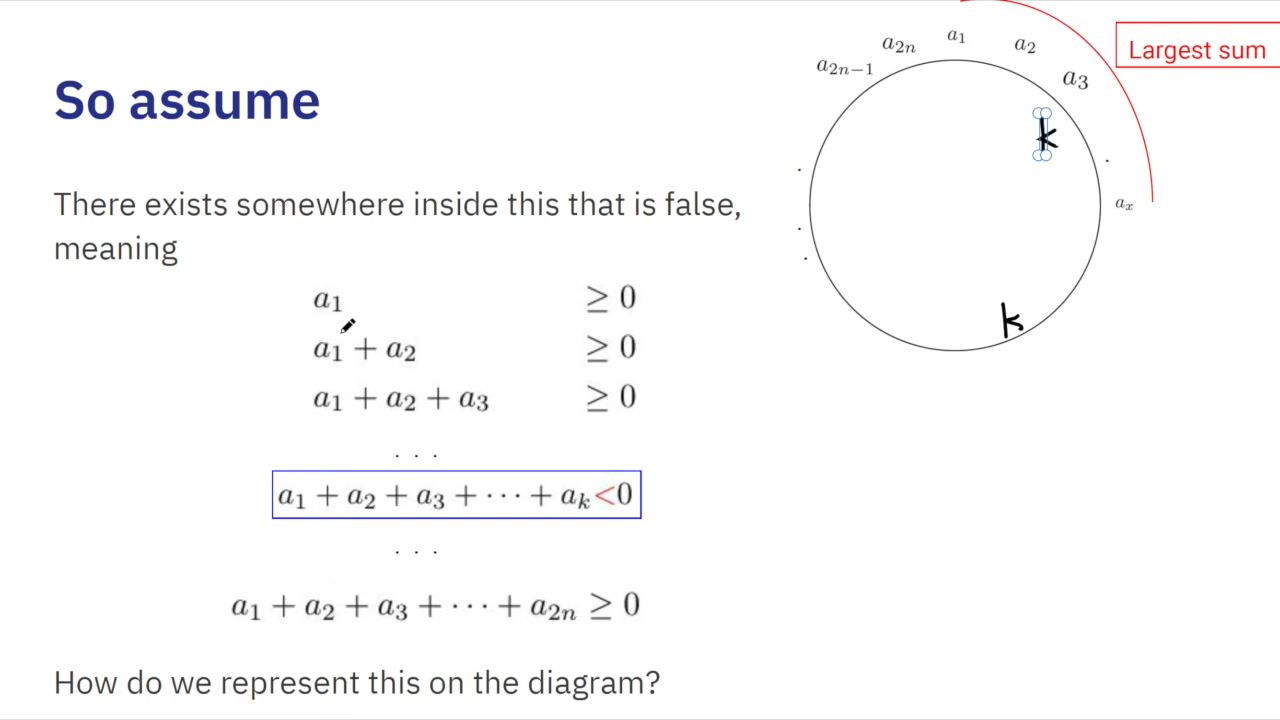 So assume
There exists somewhere inside this that is false,
meaning
a₁ ≥ 0
a₁ + a₂ ≥ 0
a₁ + a₂ + a₃ ≥ 0
. . .
a₁ + a₂ + a₃ + ··· + aₖ<0
. . .
a₁ + a₂ + a₃ + ··· + a₂ₙ ≥ 0
How do we represent this on the diagram?
a₂ₙ₋₁
a₂ₙ
a₁
a₂
a₃
aₓ
k
k
Largest sum